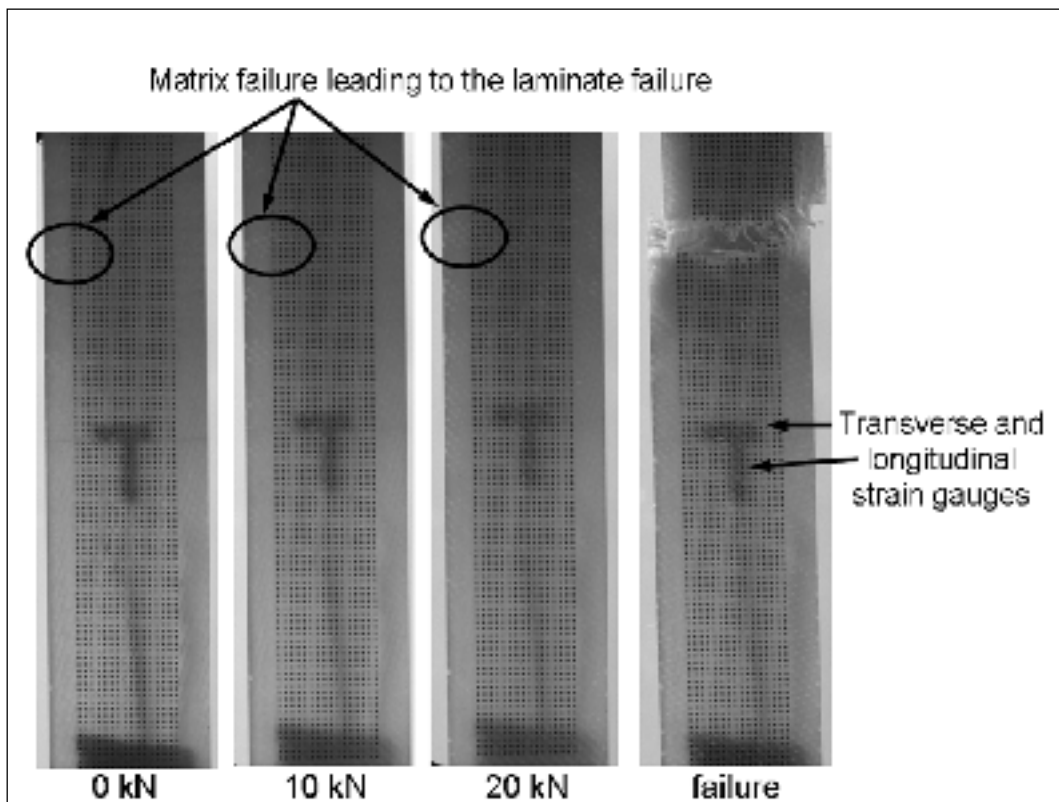 Matrix failure leading to the laminate failure
Transverse and
longitudinal
strain gauges
0 kN
10 kN
20 kN
failure